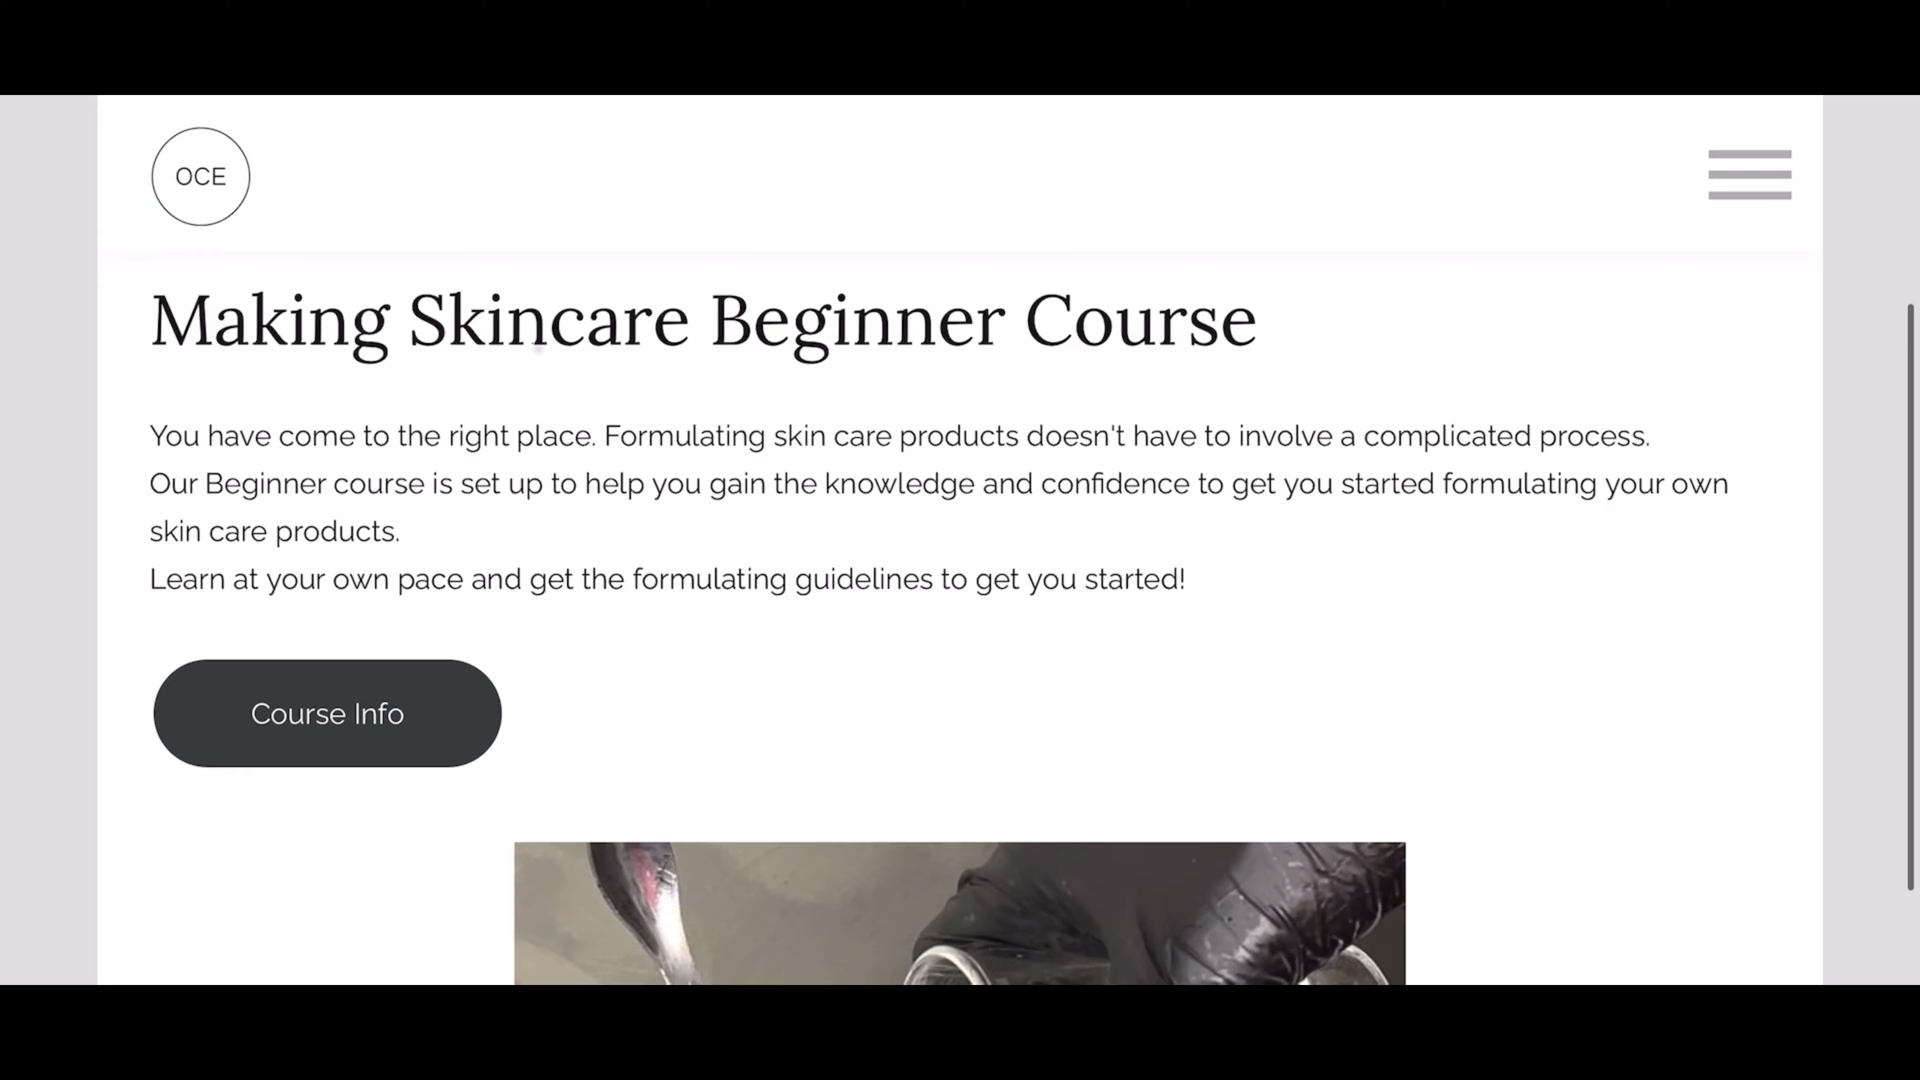 OCE
Making Skincare Beginner Course
You have come to the right place. Formulating skin care products doesn't have to involve a complicated process.
Our Beginner course is set up to help you gain the knowledge and confidence to get you started formulating your own
skin care products.
Learn at your own pace and get the formulating guidelines to get you started!
Course Info